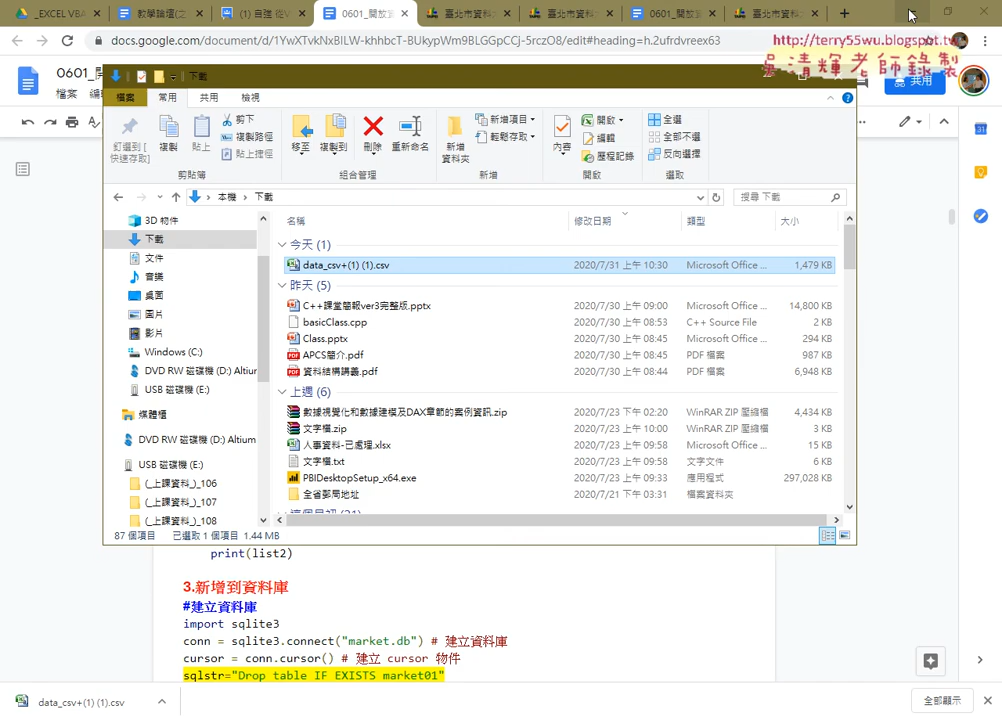 _EXCEL VBA
教學論壇(2
(1) 自強 從V
0601_開放
臺北市資料大
臺北市資料
0601_開放
臺北市資料大
docs.google.com/document/d/1YwXTvkNxBILW-khhbcT-BUkypWm9BLGGpCCj-5rczO8/edit#heading=h.2ufrdvreex63
http://terry55wu.blogspot.tw
吳清輝老師錄製
0601_開
檔案
共用
下載
檔案
常用
共用
檢視
釘選到 [快速存取]
複製
貼上
剪下
複製路徑
貼上捷徑
剪貼簿
移至
複製到
刪除
重新命名
組合管理
新增資料夾
新增項目
輕鬆存取
新增
內容
開啟
編輯
歷程記錄
開啟
全選
全部不選
反向選擇
選取
本機
下載
搜尋 下載
3D 物件
下載
文件
音樂
桌面
圖片
影片
Windows (C:)
DVD RW 磁碟機 (D:) Altiur
USB 磁碟機 (E:)
媒體櫃
DVD RW 磁碟機 (D:) Altium
USB 磁碟機 (E:)
(_上課資料_)_106
(_上課資料_)_107
(_上課資料_)_108
名稱 修改日期 類型 大小
今天 (1)
data_csv+(1) (1).csv 2020/7/31 上午 10:30 Microsoft Office ... 1,479 KB
昨天 (5)
C++課堂簡報ver3完整版.pptx 2020/7/30 上午 09:00 Microsoft Office ... 14,800 KB
basicClass.cpp 2020/7/30 上午 08:53 C++ Source File 2 KB
Class.pptx 2020/7/30 上午 08:45 Microsoft Office ... 294 KB
APCS簡介.pdf 2020/7/30 上午 08:45 PDF 檔案 987 KB
資料結構講義.pdf 2020/7/30 上午 08:44 PDF 檔案 6,948 KB
上週 (6)
數據視覺化和數據建模及DAX章節的案例資訊.zip 2020/7/23 下午 02:20 WinRAR ZIP 壓縮檔 4,434 KB
文字檔.zip 2020/7/23 上午 10:00 WinRAR ZIP 壓縮檔 3 KB
人事資料-已處理.xlsx 2020/7/23 上午 09:58 Microsoft Office ... 15 KB
文字檔.txt 2020/7/23 上午 09:58 文字文件 6 KB
PBIDesktopSetup_x64.exe 2020/7/23 上午 09:33 應用程式 297,028 KB
全省郵局地址 2020/7/21 下午 03:31 檔案資料夾
87 個項目 已選取 1 個項目 1.44 MB
print(list2)
3.新增到資料庫
#建立資料庫
import sqlite3
conn = sqlite3.connect("market.db") # 建立資料庫
cursor = conn.cursor() # 建立 cursor 物件
sqlstr="Drop table IF EXISTS market01"
data_csv+(1) (1).csv
全部顯示